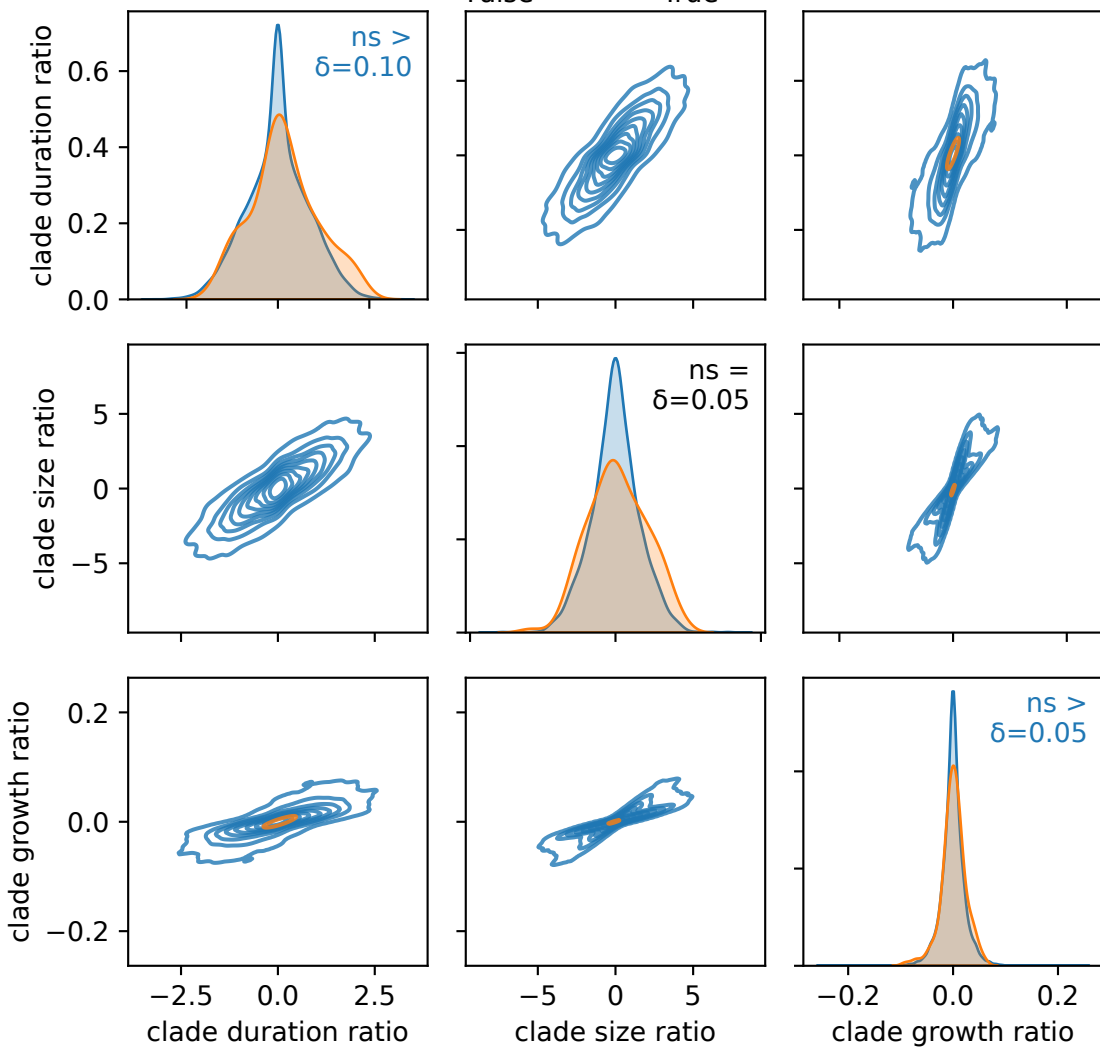 True
clade duration ratio
0.6
0.4
0.2
0.0
ns >
δ=0.10
clade size ratio
5
0
−5
ns =
δ=0.05
clade growth ratio
0.2
0.0
−0.2
ns >
δ=0.05
−2.5 0.0 2.5
−5 0 5
−0.2 0.0 0.2
clade duration ratio
clade size ratio
clade growth ratio